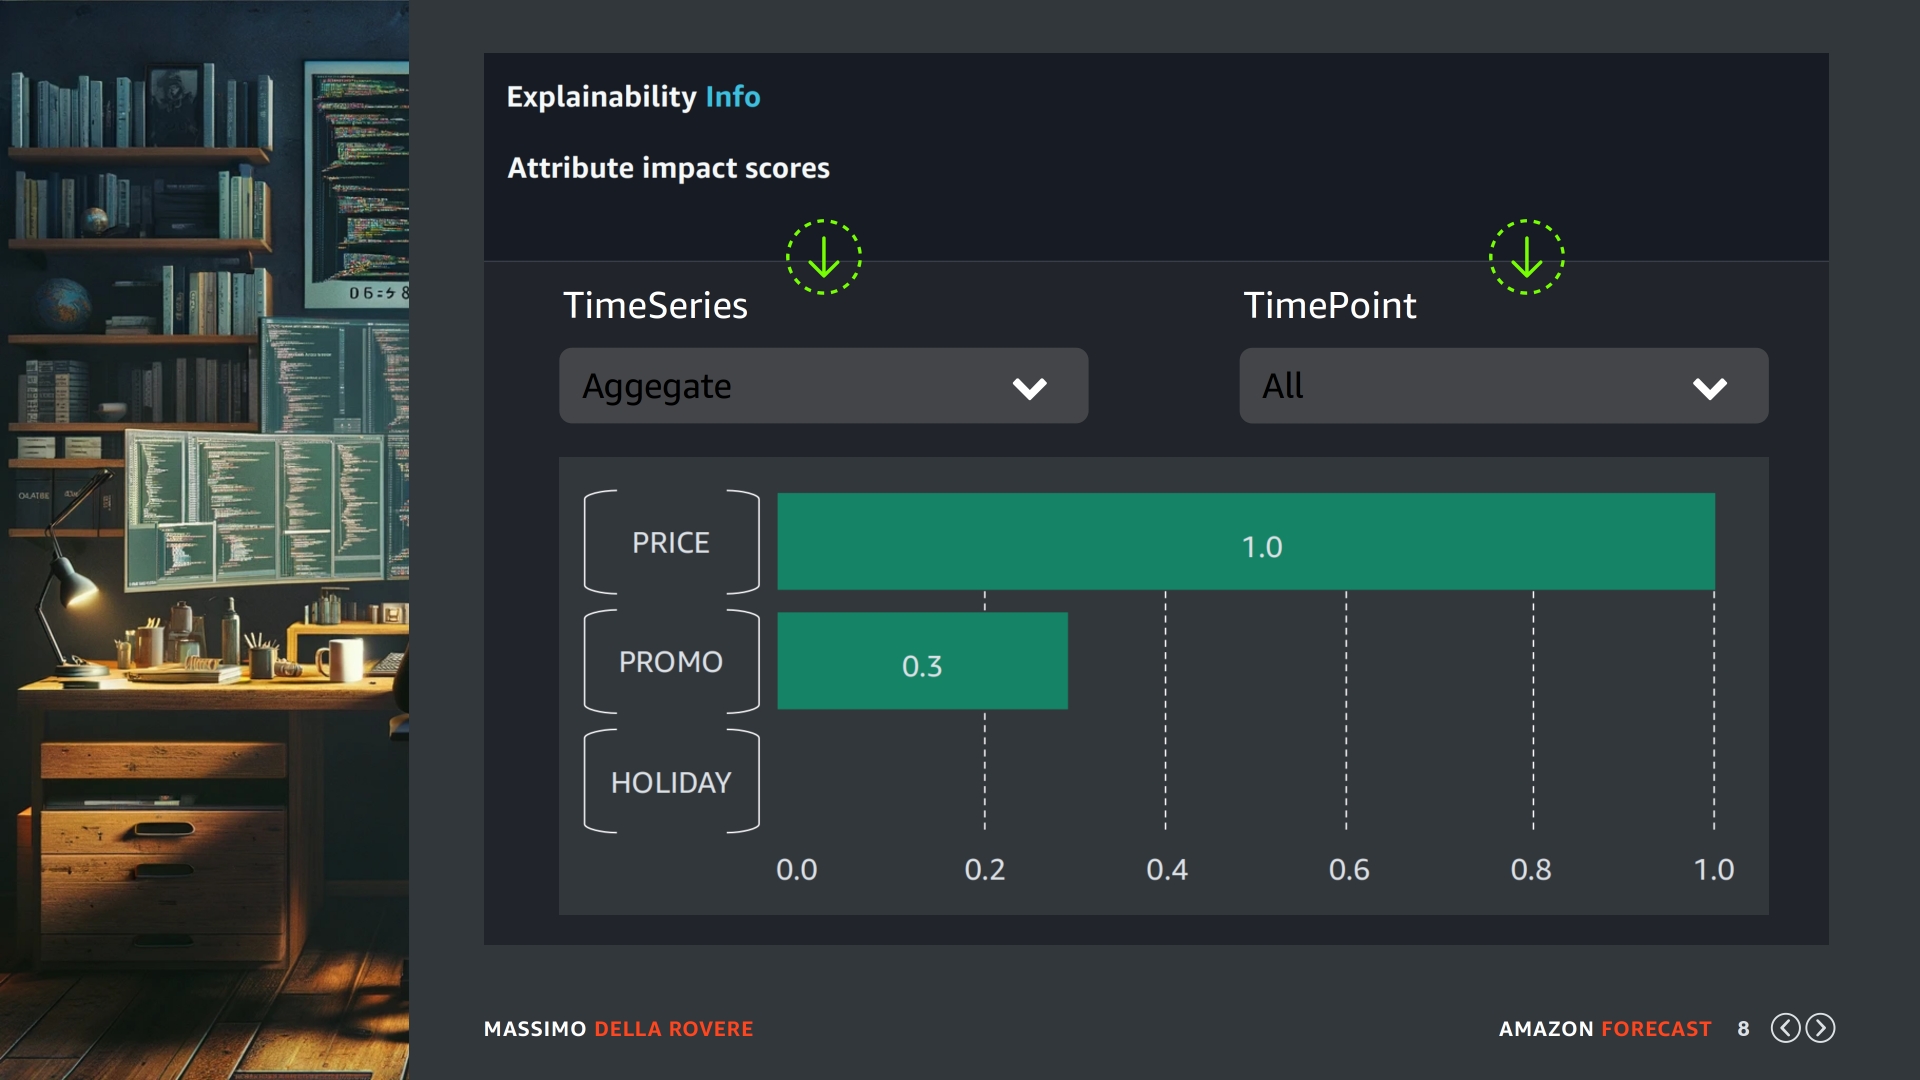 Explainability Info
Attribute impact scores
TimeSeries
TimePoint
Aggegate
All
PRICE
1.0
PROMO
0.3
HOLIDAY
0.0 0.2 0.4 0.6 0.8 1.0
MASSIMO DELLA ROVERE
AMAZON FORECAST 8